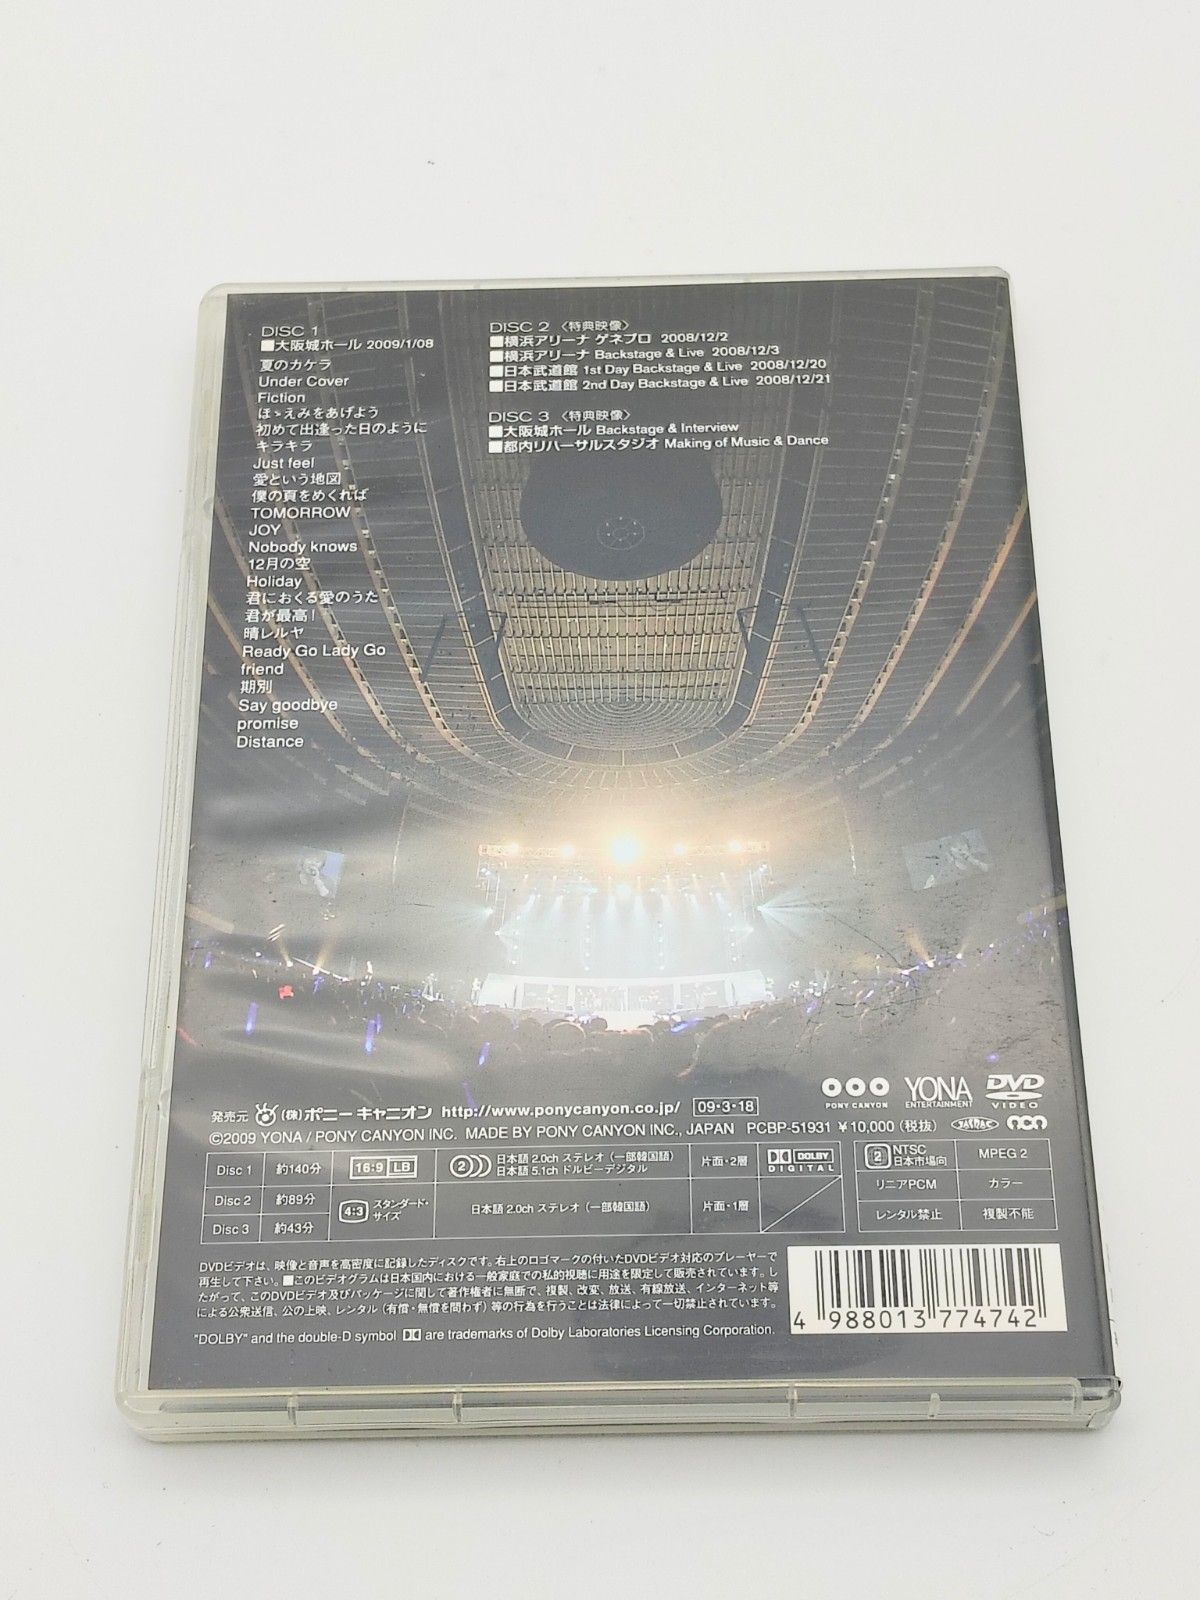 DISC 1
■大阪城ホール 2009/1/08
夏のカケラ
Under Cover
Fiction
ほゝえみをあげよう
初めて出逢った日のように
キラキラ
Just feel
愛という地図
僕の頁をめくれば
TOMORROW
JOY
Nobody knows
12月の空
Holiday
君におくる愛のうた
君が最高！
晴レルヤ
Ready Go Lady Go
friend
期別
Say goodbye
promise
Distance
DISC 2 〈特典映像〉
■横浜アリーナ ゲネプロ 2008/12/2
■横浜アリーナ Backstage & Live 2008/12/3
■日本武道館 1st Day Backstage & Live 2008/12/20
■日本武道館 2nd Day Backstage & Live 2008/12/21
DISC 3 〈特典映像〉
■大阪城ホール Backstage & Interview
■都内リハーサルスタジオ Making of Music & Dance
PONY CANYON
YONA
ENTERTAINMENT
DVD
VIDEO
発売元 (株)ポニーキャニオン http://www.ponycanyon.co.jp/ 09・3・18
©2009 YONA / PONY CANYON INC. MADE BY PONY CANYON INC., JAPAN PCBP-51931 ¥10,000(税抜) JASRAC ncn
Disc 1 約140分 16:9 LB 2 日本語 2.0ch ステレオ(一部韓国語)
日本語 5.1ch ドルビーデジタル
片面・2層 DOLBY
DIGITAL
Disc 2 約89分
Disc 3 約43分
4:3 スタンダード・
サイズ
日本語 2.0ch ステレオ(一部韓国語) 片面・1層
2 NTSC
日本市場向
MPEG 2
リニアPCM カラー
レンタル禁止 複製不能
DVDビデオは、映像と音声を高密度に記録したディスクです。右上のロゴマークの付いたDVDビデオ対応のプレーヤーで
再生して下さい。■このビデオグラムは日本国内における一般家庭での私的視聴に用途を限定して販売されています。し
たがって、このDVDビデオ及びパッケージに関して著作権者に無断で、複製、改変、放送、有線放送、インターネット等
による公衆送信、公の上映、レンタル(有償・無償を問わず)等の行為を行うことは法律によって一切禁止されています。
"DOLBY" and the double-D symbol are trademarks of Dolby Laboratories Licensing Corporation.
4 988013 774742